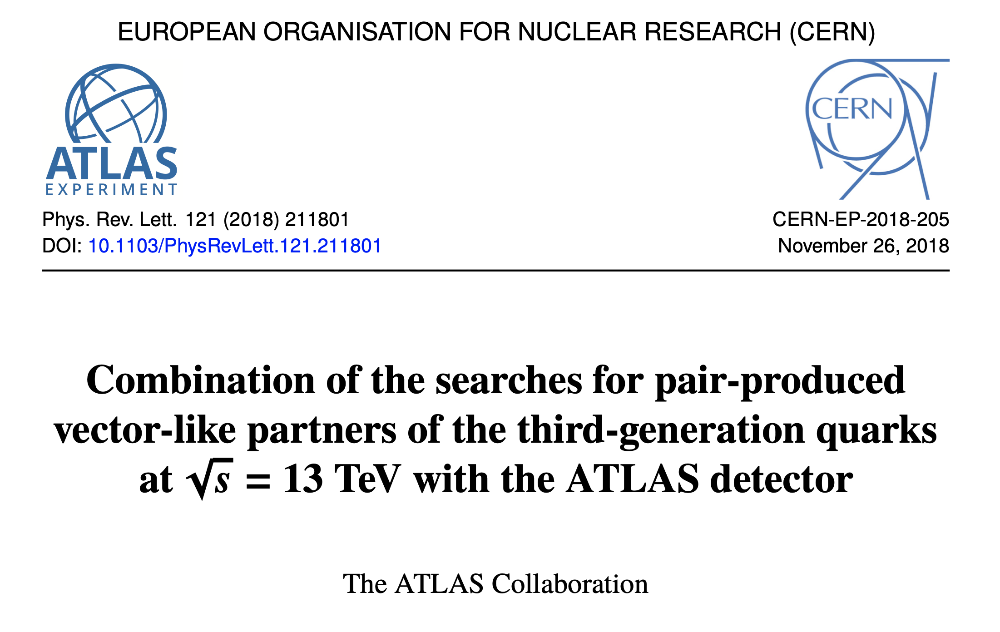 EUROPEAN ORGANISATION FOR NUCLEAR RESEARCH (CERN)
ATLAS
EXPERIMENT
CERN
Phys. Rev. Lett. 121 (2018) 211801
DOI: 10.1103/PhysRevLett.121.211801
CERN-EP-2018-205
November 26, 2018
Combination of the searches for pair-produced
vector-like partners of the third-generation quarks
at √s = 13 TeV with the ATLAS detector
The ATLAS Collaboration